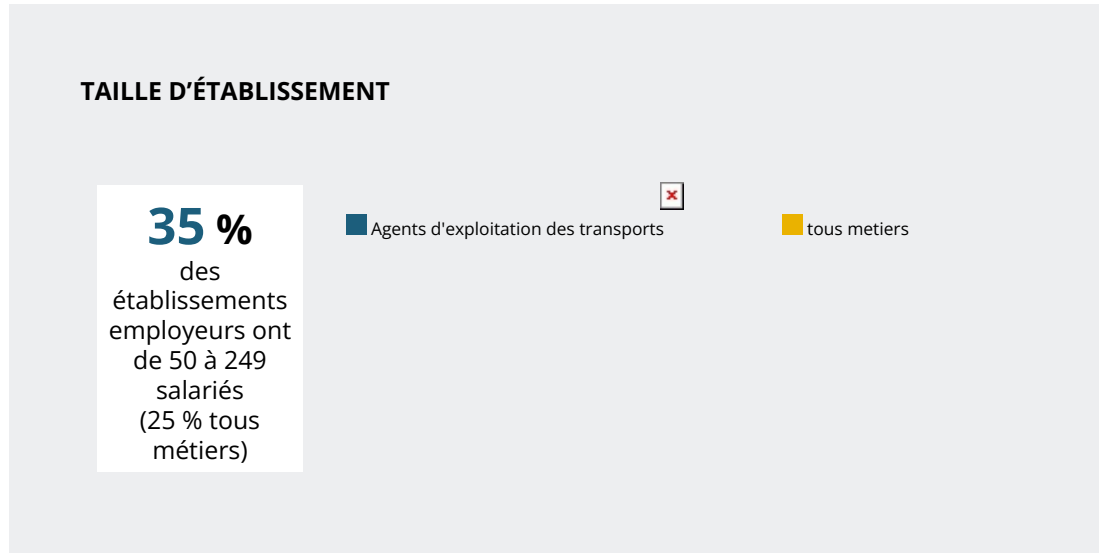 TAILLE D'ÉTABLISSEMENT
35 %
des
établissements
employeurs ont
de 50 à 249
salariés
(25 % tous
métiers)
Agents d'exploitation des transports
tous metiers